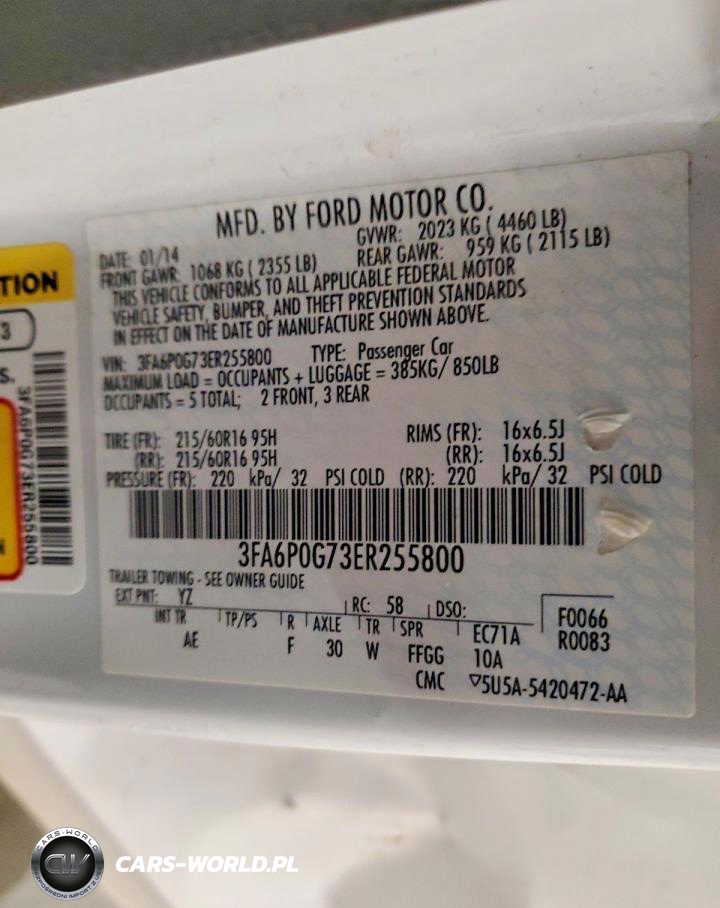 MFD. BY FORD MOTOR CO.
DATE: 01/14 GVWR: 2023 KG ( 4460 LB)
FRONT GAWR: 1068 KG ( 2355 LB) REAR GAWR: 959 KG ( 2115 LB)
THIS VEHICLE CONFORMS TO ALL APPLICABLE FEDERAL MOTOR
VEHICLE SAFETY, BUMPER, AND THEFT PREVENTION STANDARDS
IN EFFECT ON THE DATE OF MANUFACTURE SHOWN ABOVE.
VIN: 3FA6P0G73ER255800 TYPE: Passenger Car
MAXIMUM LOAD = OCCUPANTS + LUGGAGE = 385KG/ 850LB
OCCUPANTS = 5 TOTAL; 2 FRONT, 3 REAR
TIRE (FR): 215/60R16 95H RIMS (FR): 16x6.5J
(RR): 215/60R16 95H (RR): 16x6.5J
PRESSURE (FR): 220 kPa/ 32 PSI COLD (RR): 220 kPa/ 32 PSI COLD
3FA6P0G73ER255800
TRAILER TOWING - SEE OWNER GUIDE
EXT PNT: YZ RC: 58 DSO: F0066
INT TR TP/PS R AXLE TR SPR EC71A R0083
AE F 30 W FFGG 10A
CMC ▽5U5A-5420472-AA
TION
3
S.
3FA6P0G73ER255800
N
CARS-WORLD
CW
BEZPOŚREDNI IMPORT Z USA
CARS-WORLD.PL